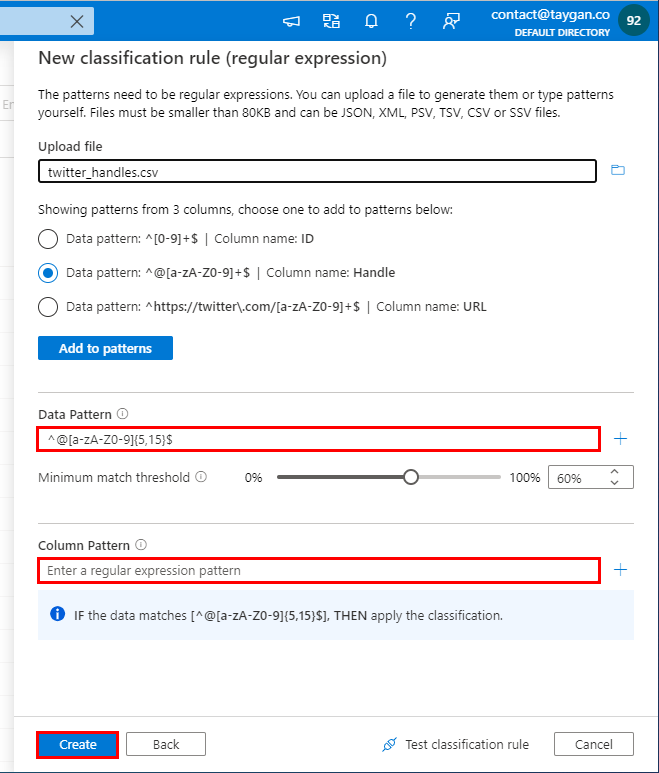 contact@taygan.co
DEFAULT DIRECTORY
92
New classification rule (regular expression)
The patterns need to be regular expressions. You can upload a file to generate them or type patterns
yourself. Files must be smaller than 80KB and can be JSON, XML, PSV, TSV, CSV or SSV files.
Upload file
twitter_handles.csv
Showing patterns from 3 columns, choose one to add to patterns below:
Data pattern: ^[0-9]+$ | Column name: ID
Data pattern: ^@[a-zA-Z0-9]+$ | Column name: Handle
Data pattern: ^https://twitter\.com/[a-zA-Z0-9]+$ | Column name: URL
Add to patterns
Data Pattern
^@[a-zA-Z0-9]{5,15}$
Minimum match threshold 0% 100% 60%
Column Pattern
Enter a regular expression pattern
IF the data matches [^@[a-zA-Z0-9]{5,15}$], THEN apply the classification.
Create Back Test classification rule Cancel